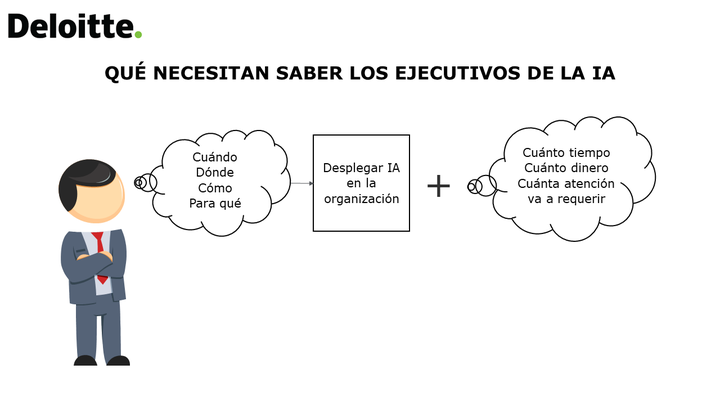 Deloitte.
QUÉ NECESITAN SABER LOS EJECUTIVOS DE LA IA
Cuándo
Dónde
Cómo
Para qué
Desplegar IA
en la
organización
+
Cuánto tiempo
Cuánto dinero
Cuánta atención
va a requerir